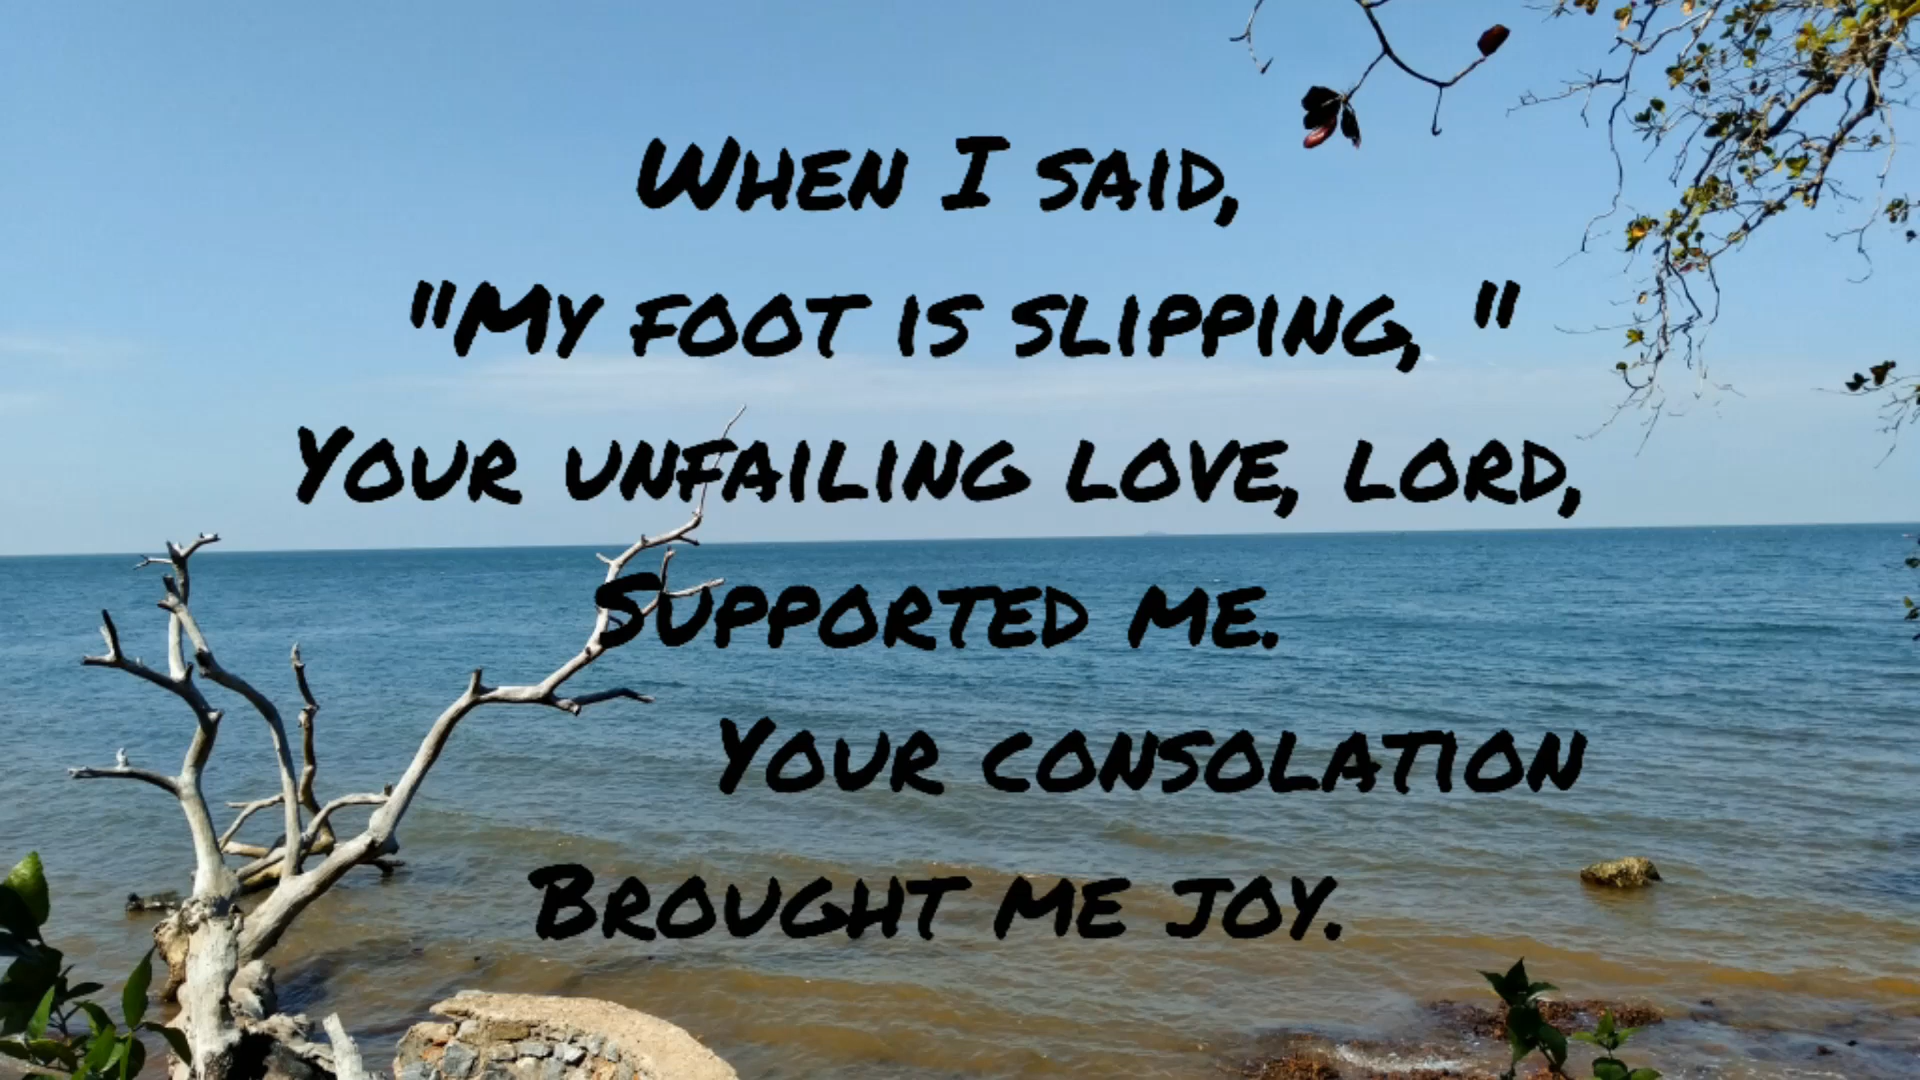 When I said,
"My foot is slipping, "
Your unfailing love, lord,
Supported me.
Your consolation
Brought me joy.